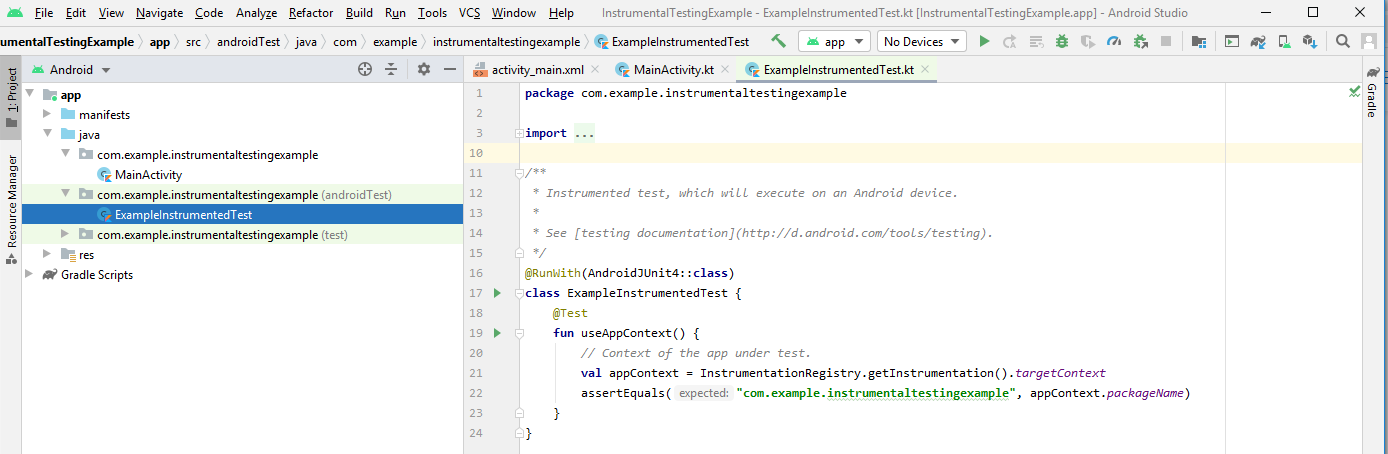 File Edit View Navigate Code Analyze Refactor Build Run Tools VCS Window Help InstrumentalTestingExample - ExampleInstrumentedTest.kt [InstrumentalTestingExample.app] - Android Studio
umentalTestingExample app src androidTest java com example instrumentaltestingexample ExampleInstrumentedTest app No Devices
1: Project
Resource Manager
Android
app
manifests
java
com.example.instrumentaltestingexample
MainActivity
com.example.instrumentaltestingexample (androidTest)
ExampleInstrumentedTest
com.example.instrumentaltestingexample (test)
res
Gradle Scripts
activity_main.xml MainActivity.kt ExampleInstrumentedTest.kt
1 package com.example.instrumentaltestingexample
2
3 import ...
10
11 /**
12 * Instrumented test, which will execute on an Android device.
13 *
14 * See [testing documentation](http://d.android.com/tools/testing).
15 */
16 @RunWith(AndroidJUnit4::class)
17 class ExampleInstrumentedTest {
18 @Test
19 fun useAppContext() {
20 // Context of the app under test.
21 val appContext = InstrumentationRegistry.getInstrumentation().targetContext
22 assertEquals( expected: "com.example.instrumentaltestingexample", appContext.packageName)
23 }
24 }
Gradle